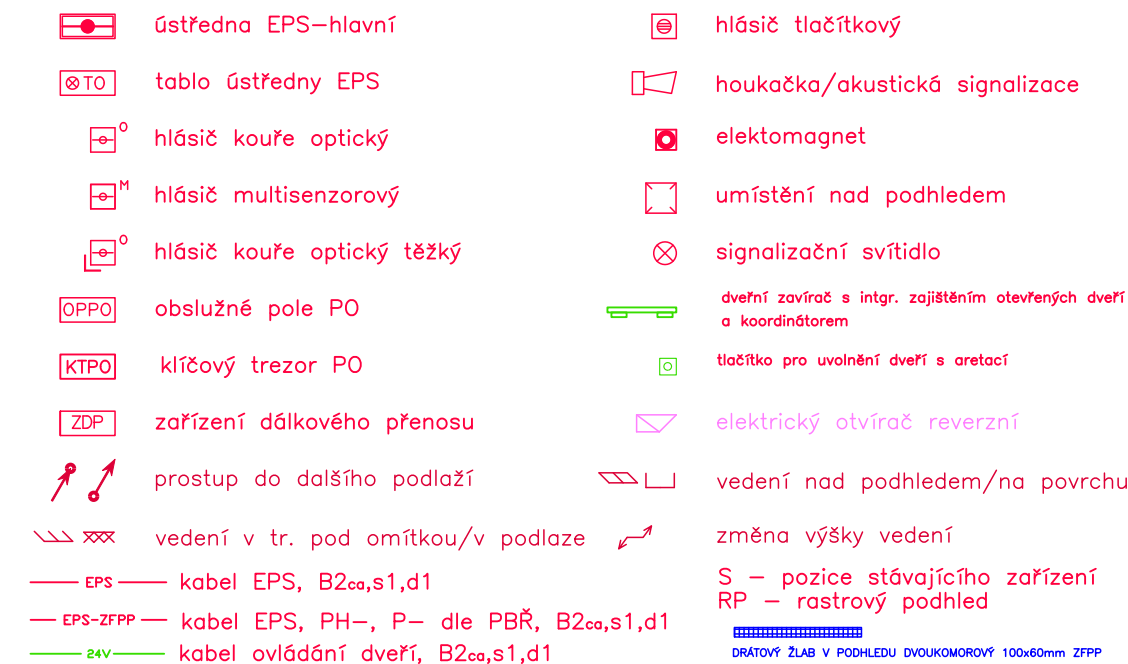 ústředna EPS-hlavní
TO tablo ústředny EPS
O
hlásič kouře optický
M
hlásič multisenzorový
O
hlásič kouře optický těžký
OPPO obslužné pole PO
KTPO klíčový trezor PO
ZDP zařízení dálkového přenosu
prostup do dalšího podlaží
vedení v tr. pod omítkou/v podlaze
EPS kabel EPS, B2ca,s1,d1
EPS-ZFPP kabel EPS, PH-, P- dle PBŘ, B2ca,s1,d1
24V kabel ovládání dveří, B2ca,s1,d1
hlásič tlačítkový
houkačka/akustická signalizace
elektomagnet
umístění nad podhledem
signalizační svítidlo
dveřní zavírač s intgr. zajištěním otevřených dveří
a koordinátorem
tlačítko pro uvolnění dveří s aretací
elektrický otvírač reverzní
vedení nad podhledem/na povrchu
změna výšky vedení
S - pozice stávajícího zařízení
RP - rastrový podhled
DRÁTOVÝ ŽLAB V PODHLEDU DVOUKOMOROVÝ 100x60mm ZFPP